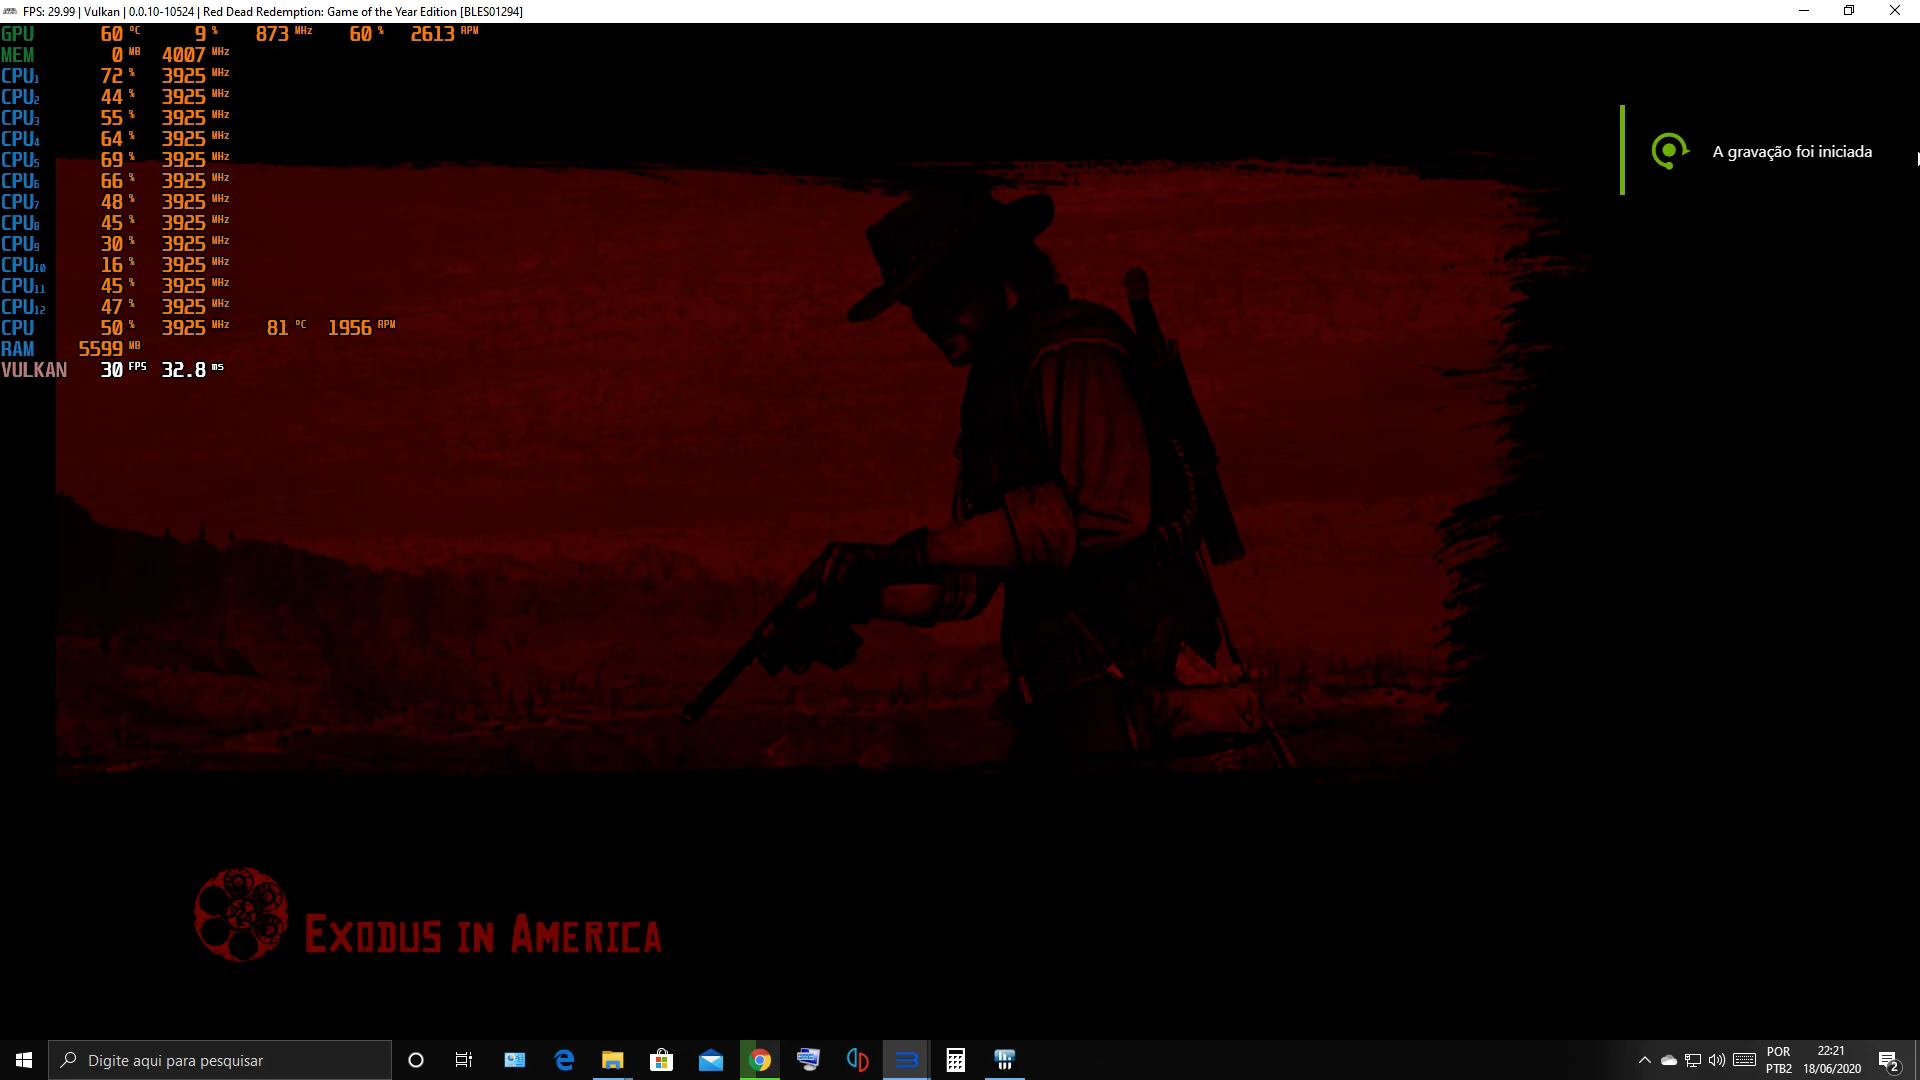 FPS: 29.99 | Vulkan | 0.0.10-10524 | Red Dead Redemption: Game of the Year Edition [BLES01294]
GPU 60 °C 9 % 873 MHz 60 % 2613 RPM
MEM 0 MB 4007 MHz
CPU1 72 % 3925 MHz
CPU2 44 % 3925 MHz
CPU3 55 % 3925 MHz
CPU4 64 % 3925 MHz
CPU5 69 % 3925 MHz
CPU6 66 % 3925 MHz
CPU7 48 % 3925 MHz
CPU8 45 % 3925 MHz
CPU9 30 % 3925 MHz
CPU10 16 % 3925 MHz
CPU11 45 % 3925 MHz
CPU12 47 % 3925 MHz
CPU 50 % 3925 MHz 81 °C 1956 RPM
RAM 5599 MB
VULKAN 30 FPS 32.8 ms
A gravação foi iniciada
Exodus in America
Digite aqui para pesquisar
POR
PTB2
22:21
18/06/2020
2